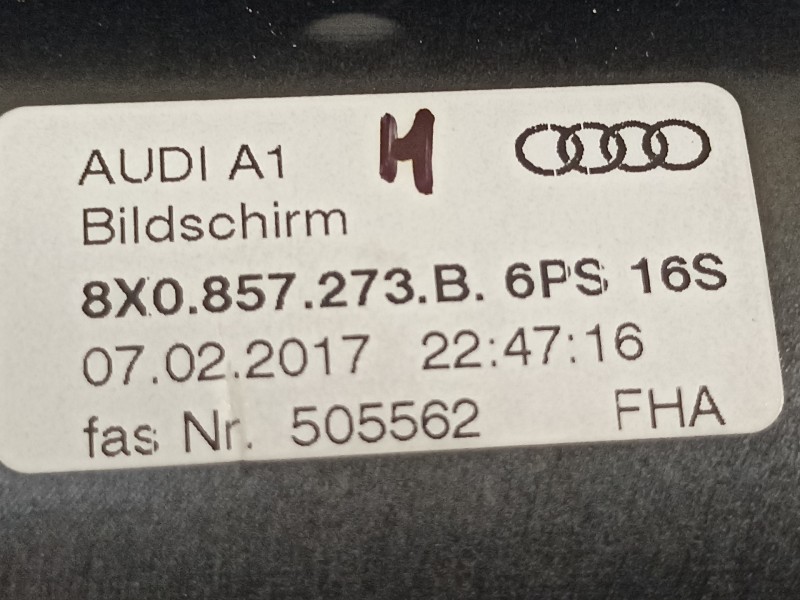 AUDI A1 H
Bildschirm
8X0.857.273.B. 6PS 16S
07.02.2017 22:47:16
fas Nr. 505562 FHA